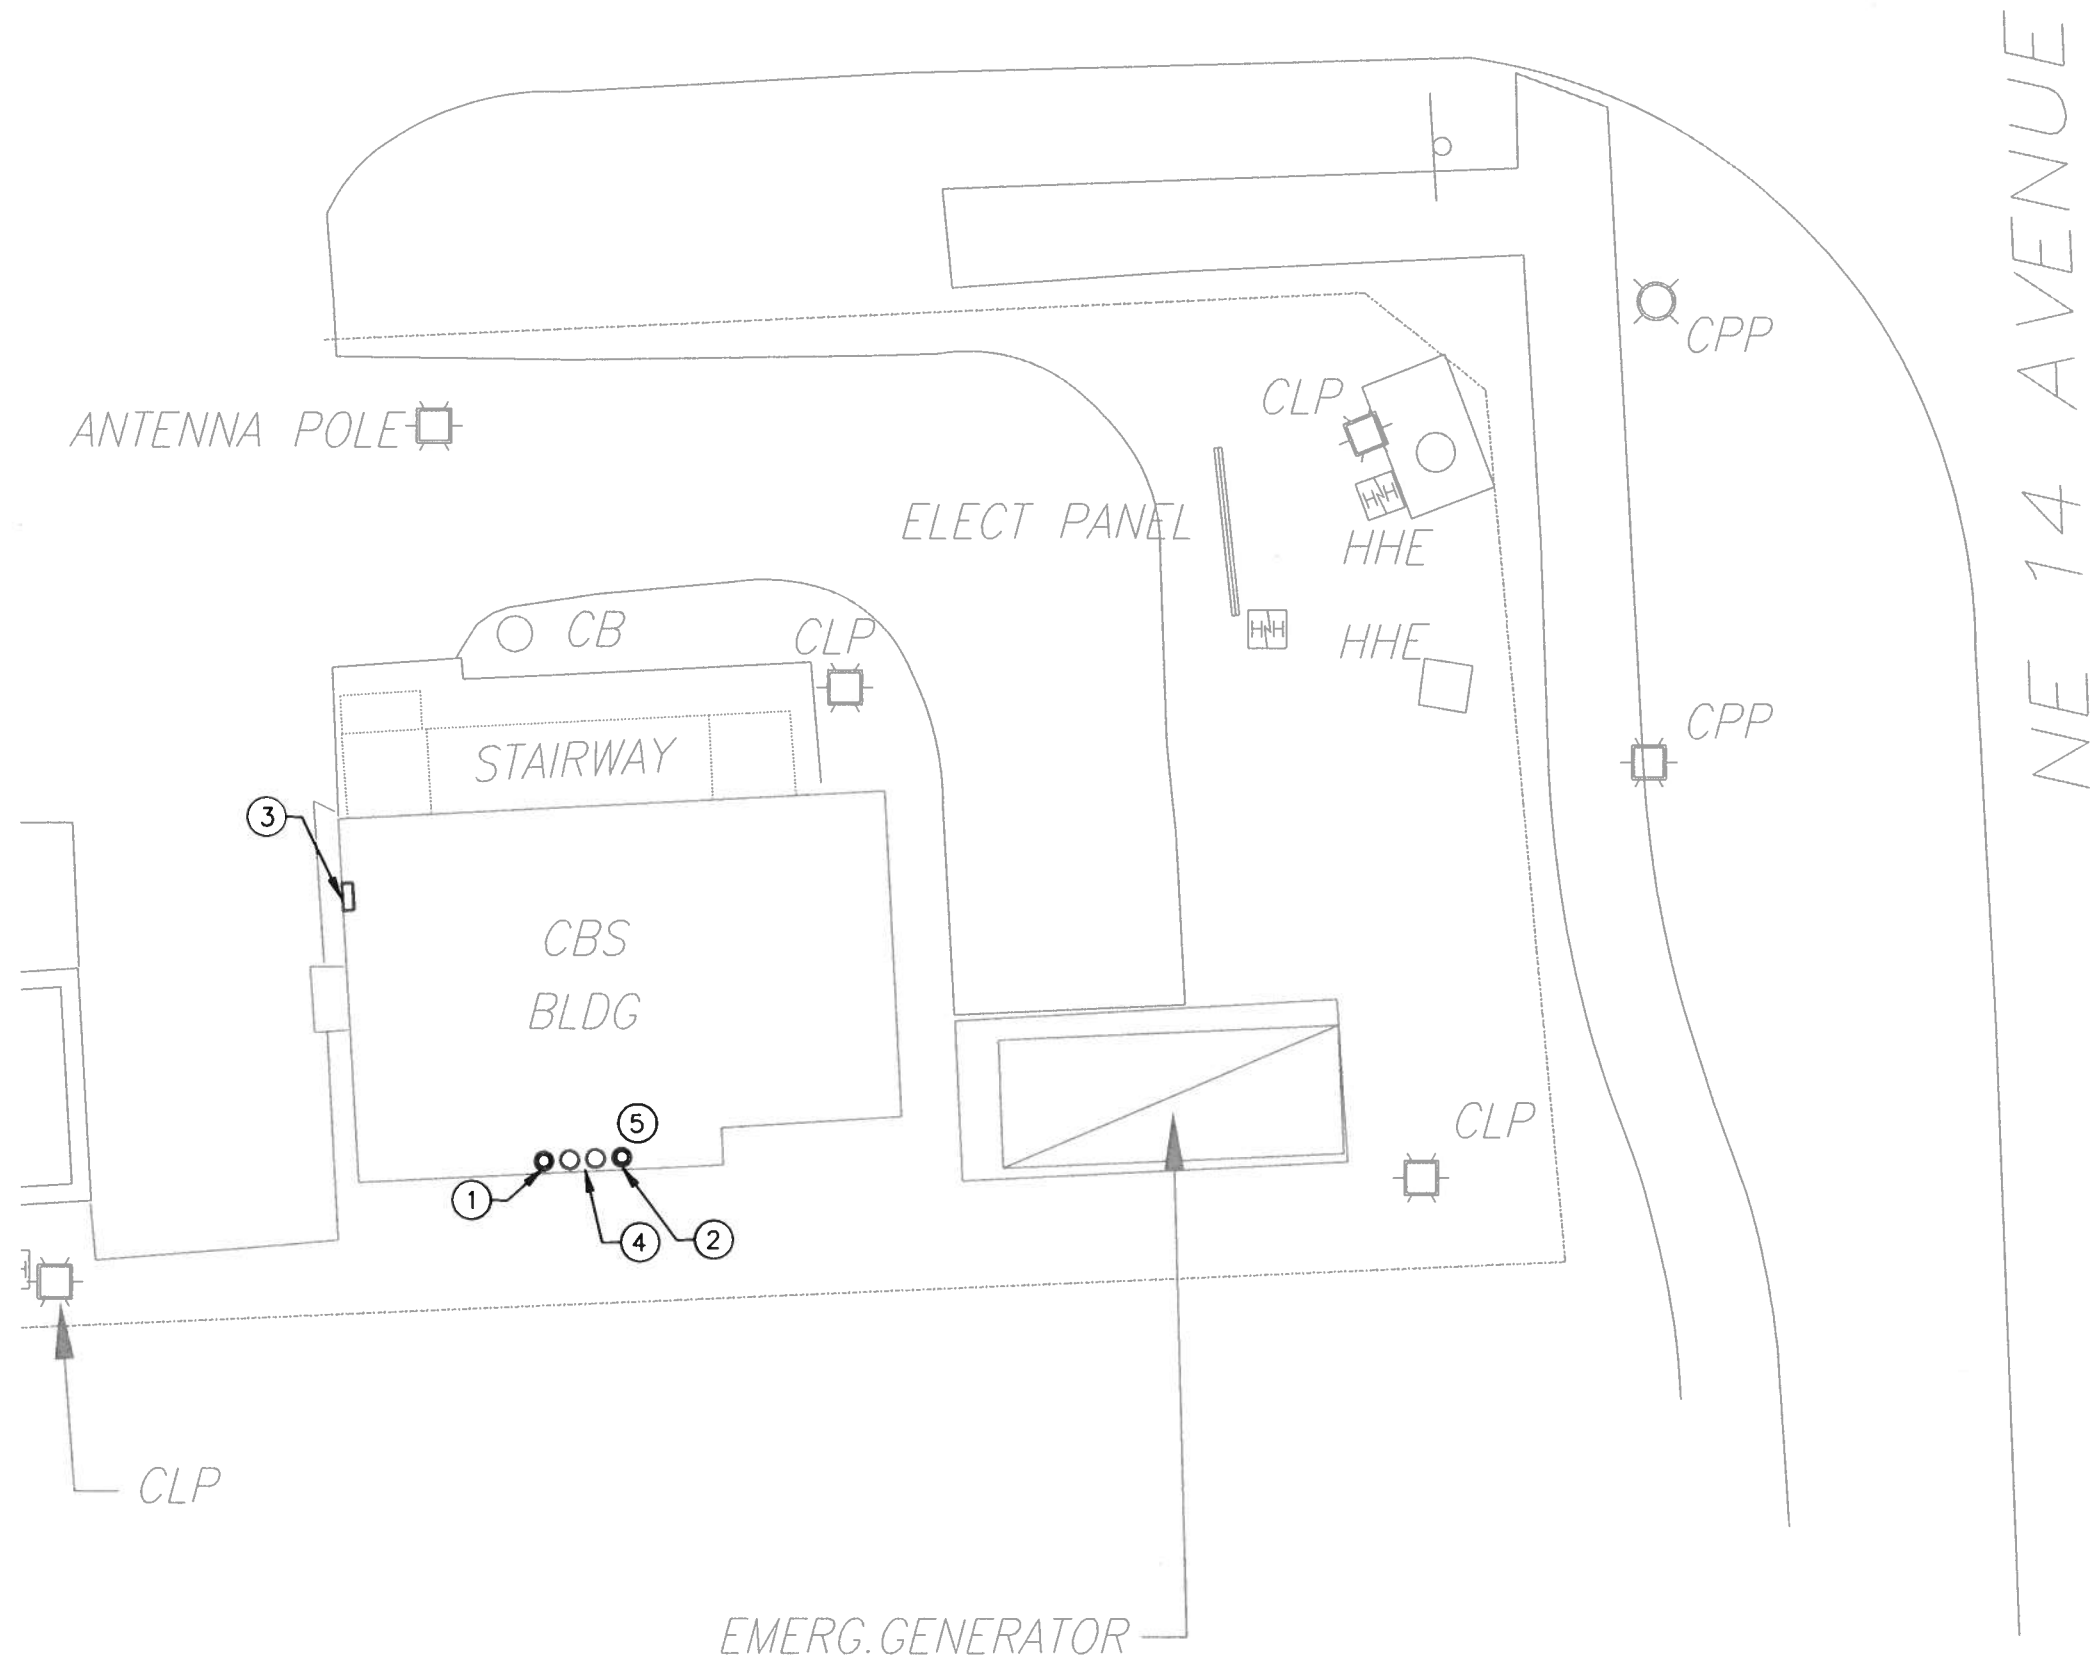 NE 14 AVENUE
CPP
CLP
ANTENNA POLE
ELECT PANEL
HHE
CB
CLP
HHE
CPP
STAIRWAY
3
CBS
BLDG
5
CLP
1
4
2
CLP
EMERG.GENERATOR